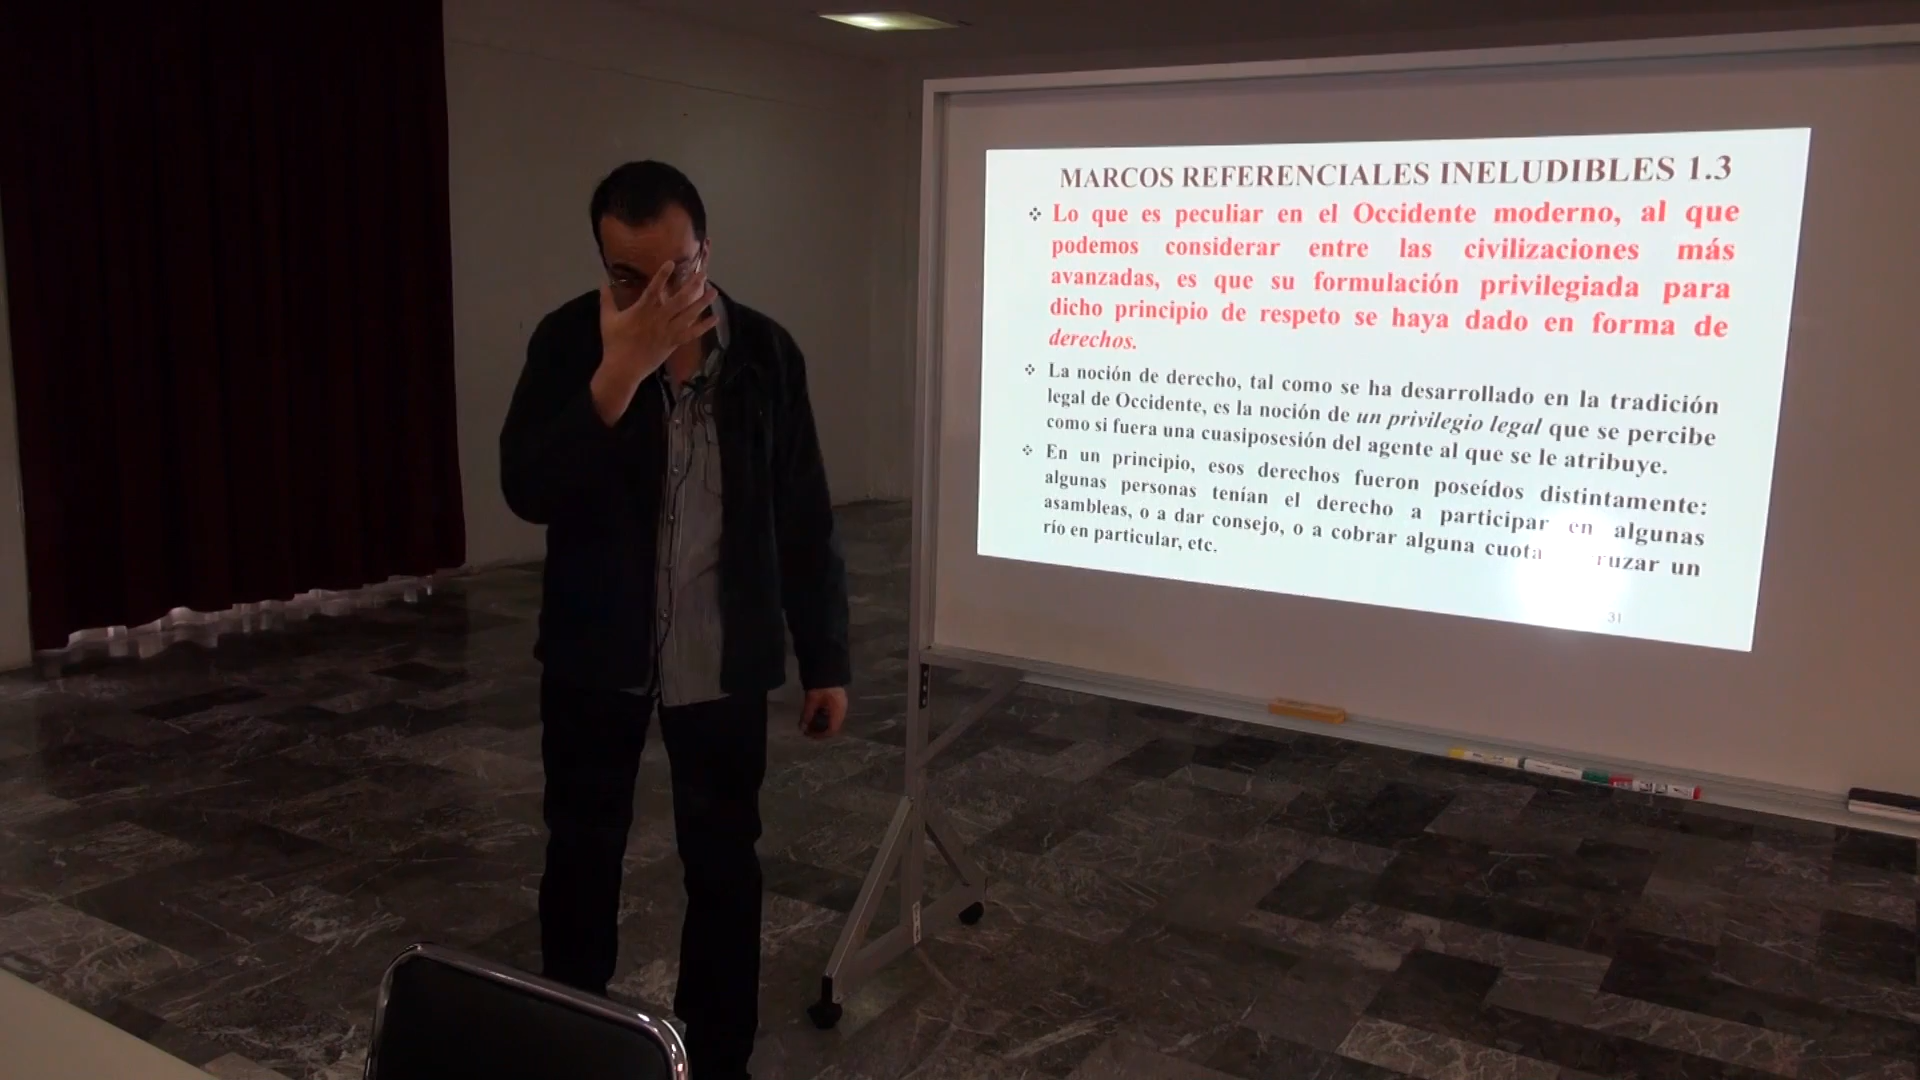 MARCOS REFERENCIALES INELUDIBLES 1.3
Lo que es peculiar en el Occidente moderno, al que
podemos considerar entre las civilizaciones más
avanzadas, es que su formulación privilegiada para
dicho principio de respeto se haya dado en forma de
derechos.
La noción de derecho, tal como se ha desarrollado en la tradición
legal de Occidente, es la noción de un privilegio legal que se percibe
como si fuera una cuasiposesión del agente al que se le atribuye.
En un principio, esos derechos fueron poseídos distintamente:
algunas personas tenían el derecho a participar en algunas
asambleas, o a dar consejo, o a cobrar alguna cuota un
río en particular, etc.
31